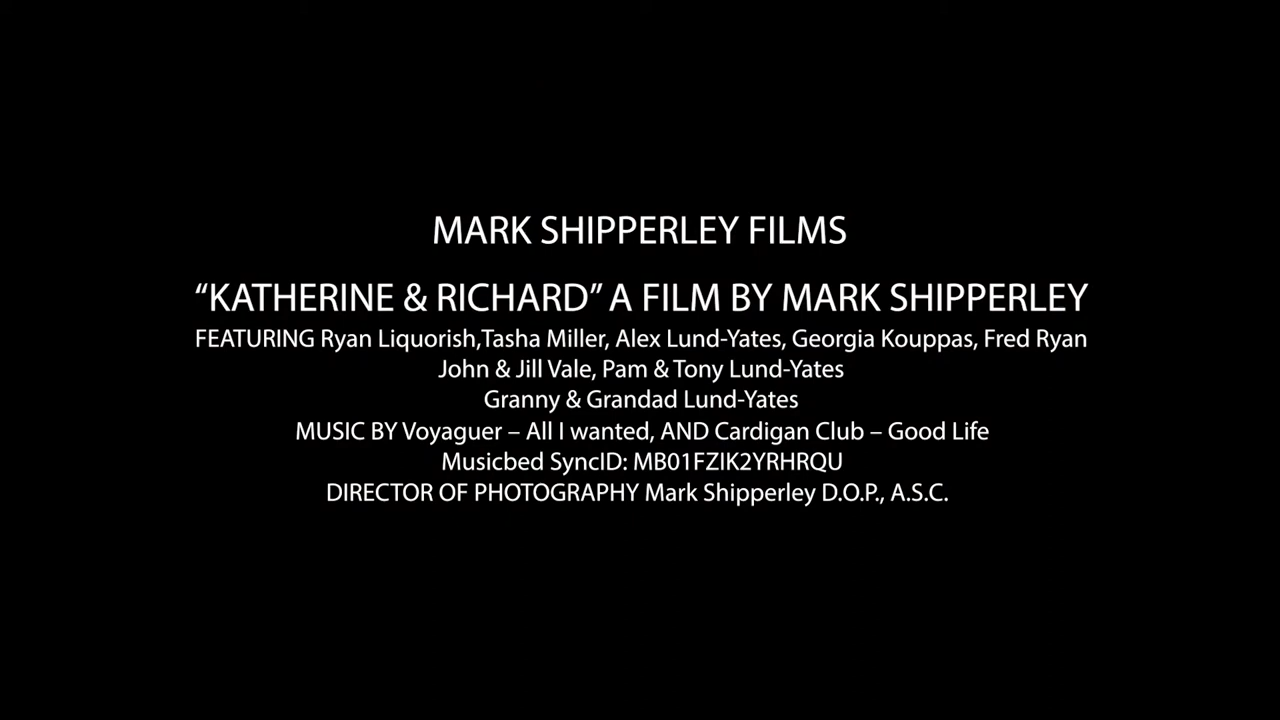 MARK SHIPPERLEY FILMS
“KATHERINE & RICHARD” A FILM BY MARK SHIPPERLEY
FEATURING Ryan Liquorish,Tasha Miller, Alex Lund-Yates, Georgia Kouppas, Fred Ryan
John & Jill Vale, Pam & Tony Lund-Yates
Granny & Grandad Lund-Yates
MUSIC BY Voyaguer – All I wanted, AND Cardigan Club – Good Life
Musicbed SyncID: MB01FZIK2YRHRQU
DIRECTOR OF PHOTOGRAPHY Mark Shipperley D.O.P., A.S.C.